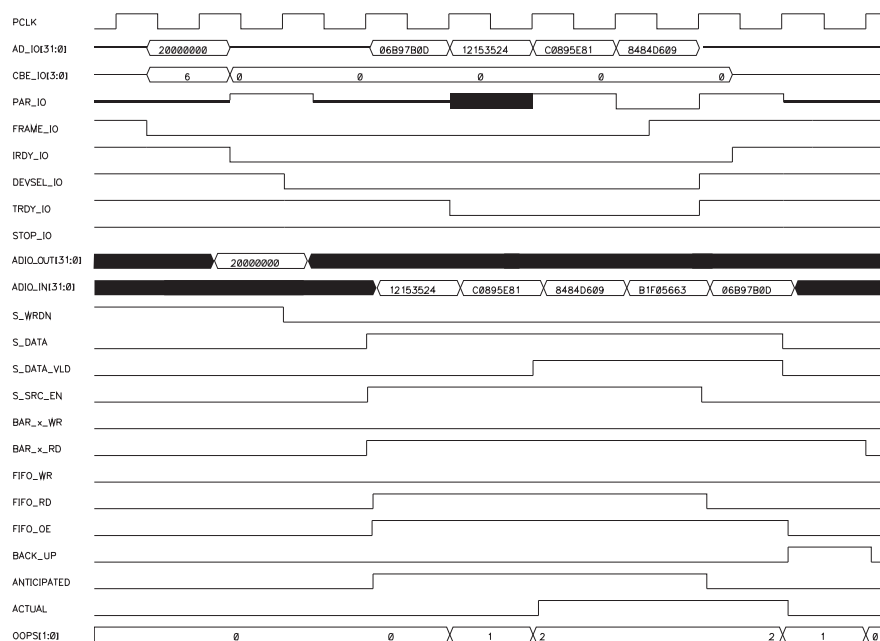 PCLK
AD_IO[31:0] 20000000 06B97B0D 12153524 C0895E81 8484D609
CBE_IO[3:0] 6 0 0 0 0 0
PAR_IO
FRAME_IO
IRDY_IO
DEVSEL_IO
TRDY_IO
STOP_IO
ADIO_OUT[31:0] 20000000
ADIO_IN[31:0] 12153524 C0895E81 8484D609 B1F05663 06B97B0D
S_WRDN
S_DATA
S_DATA_VLD
S_SRC_EN
BAR_x_WR
BAR_x_RD
FIFO_WR
FIFO_RD
FIFO_OE
BACK_UP
ANTICIPATED
ACTUAL
OOPS[1:0] 0 0 1 2 2 1 0